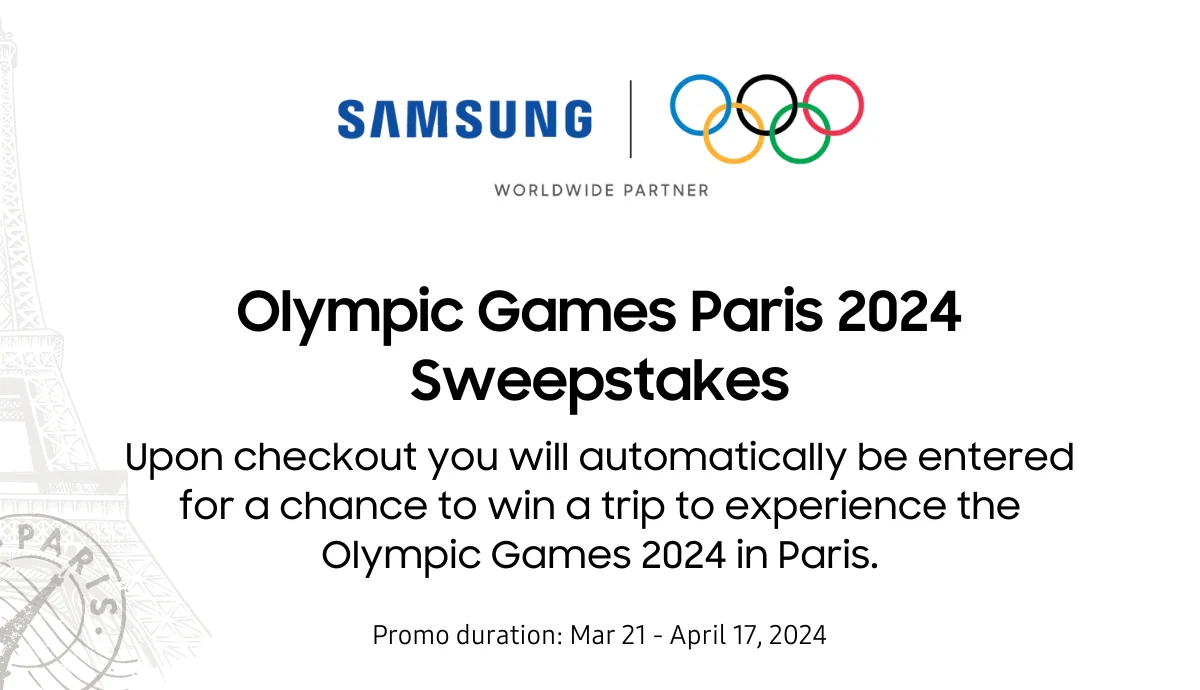 SAMSUNG
WORLDWIDE PARTNER
Olympic Games Paris 2024
Sweepstakes
Upon checkout you will automatically be entered
for a chance to win a trip to experience the
Olympic Games 2024 in Paris.
PARIS
Promo duration: Mar 21 - April 17, 2024